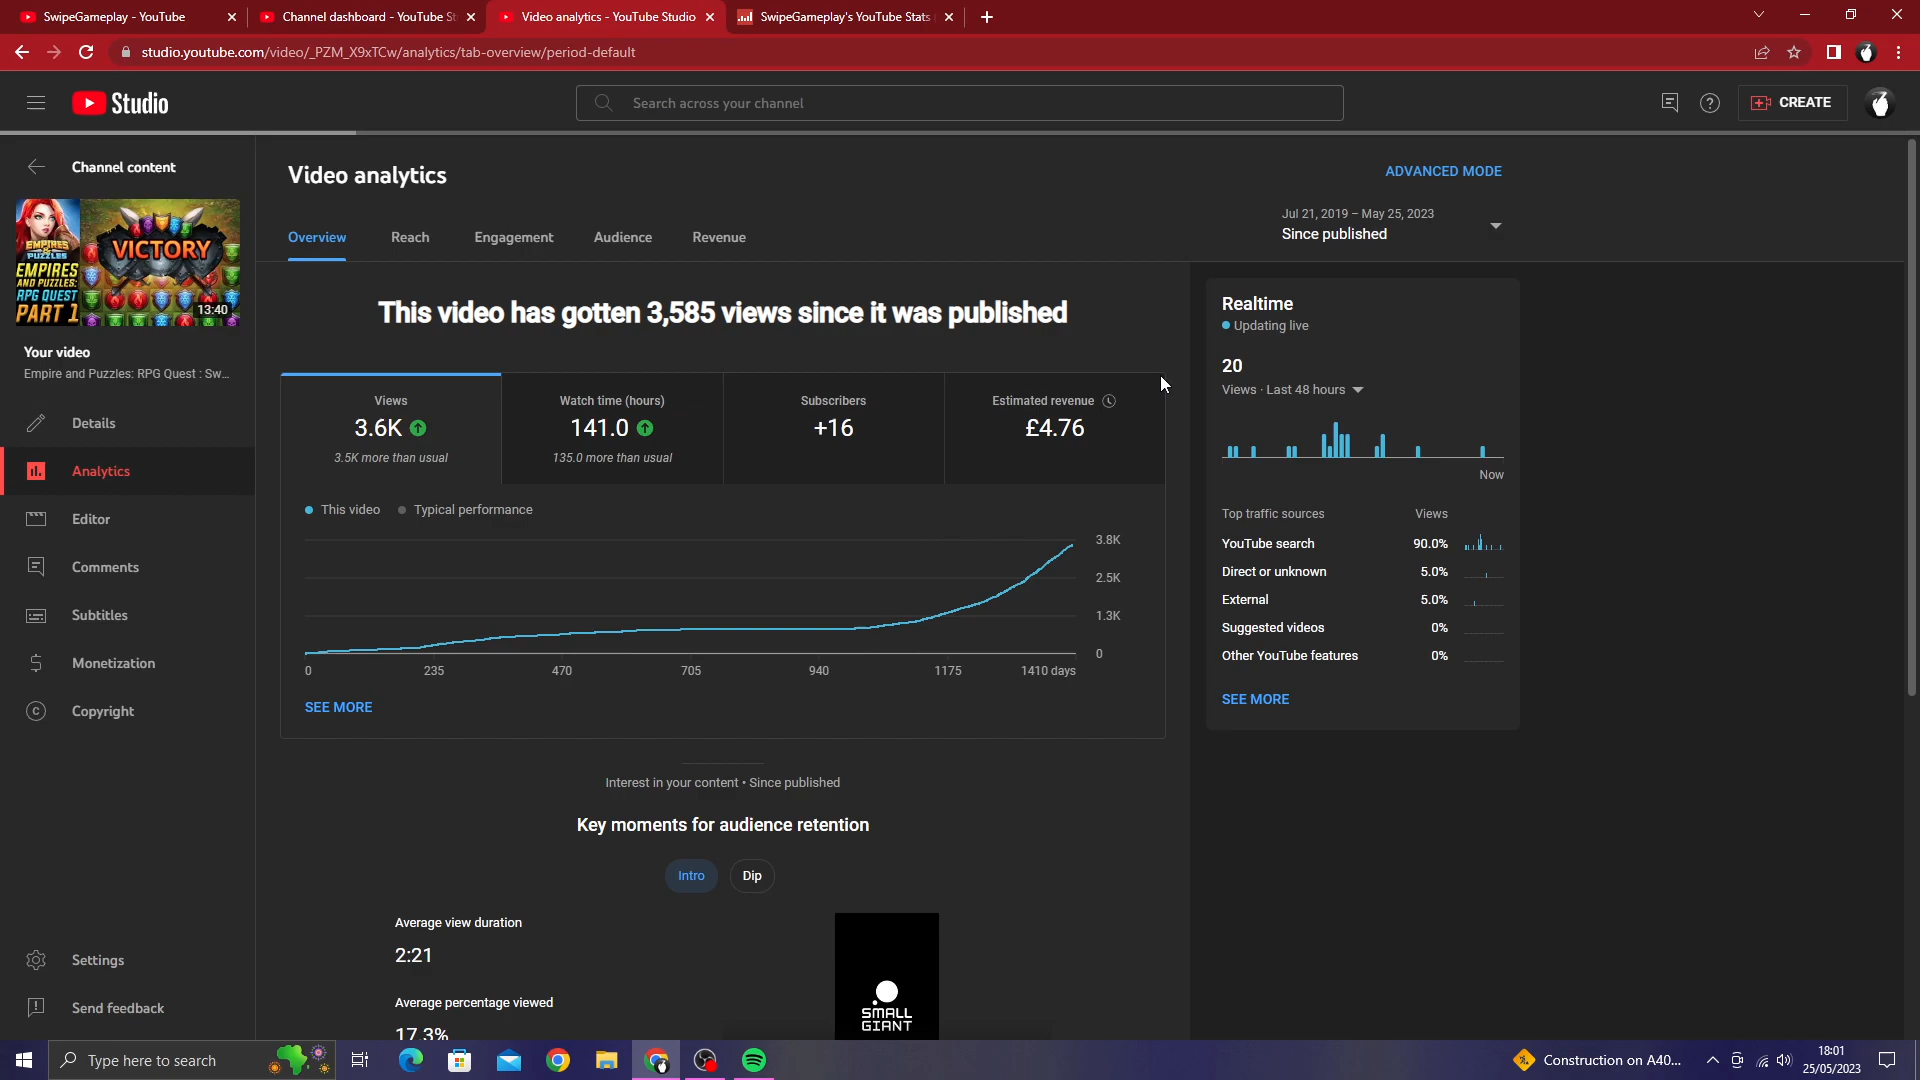 SwipeGameplay - YouTube
Channel dashboard - YouTube St
Video analytics - YouTube Studio
SwipeGameplay's YouTube Stats
studio.youtube.com/video/_PZM_X9xTCw/analytics/tab-overview/period-default
Studio
Search across your channel
CREATE
Channel content
EMPIRES
& PUZZLES
EMPIRES
AND PUZZLES:
RPG QUEST
PART 1
VICTORY
13:40
Your video
Empire and Puzzles: RPG Quest : Sw...
Details
Analytics
Editor
Comments
Subtitles
Monetization
Copyright
Settings
Send feedback
Video analytics
ADVANCED MODE
Overview
Reach
Engagement
Audience
Revenue
Jul 21, 2019 – May 25, 2023
Since published
This video has gotten 3,585 views since it was published
Views
3.6K
3.5K more than usual
Watch time (hours)
141.0
135.0 more than usual
Subscribers
+16
Estimated revenue
£4.76
This video
Typical performance
3.8K
2.5K
1.3K
0
0
235
470
705
940
1175
1410 days
SEE MORE
Interest in your content • Since published
Key moments for audience retention
Intro
Dip
Average view duration
2:21
Average percentage viewed
17.3%
SMALL
GIANT
Realtime
Updating live
20
Views · Last 48 hours
Now
Top traffic sources
Views
YouTube search
90.0%
Direct or unknown
5.0%
External
5.0%
Suggested videos
0%
Other YouTube features
0%
SEE MORE
Type here to search
Construction on A40...
18:01
25/05/2023